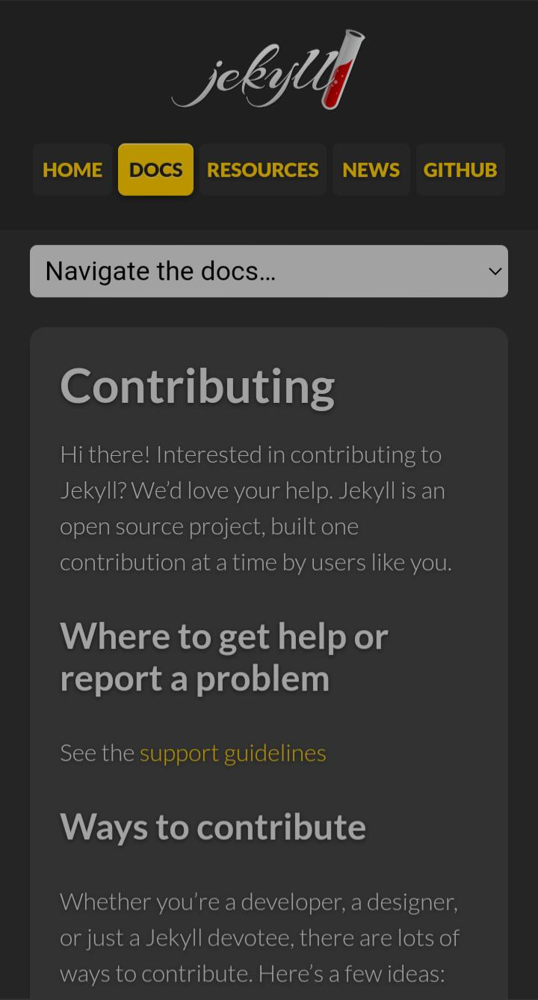 jekyll
HOME DOCS RESOURCES NEWS GITHUB
Navigate the docs…
Contributing
Hi there! Interested in contributing to
Jekyll? We’d love your help. Jekyll is an
open source project, built one
contribution at a time by users like you.
Where to get help or
report a problem
See the support guidelines
Ways to contribute
Whether you’re a developer, a designer,
or just a Jekyll devotee, there are lots of
ways to contribute. Here’s a few ideas: